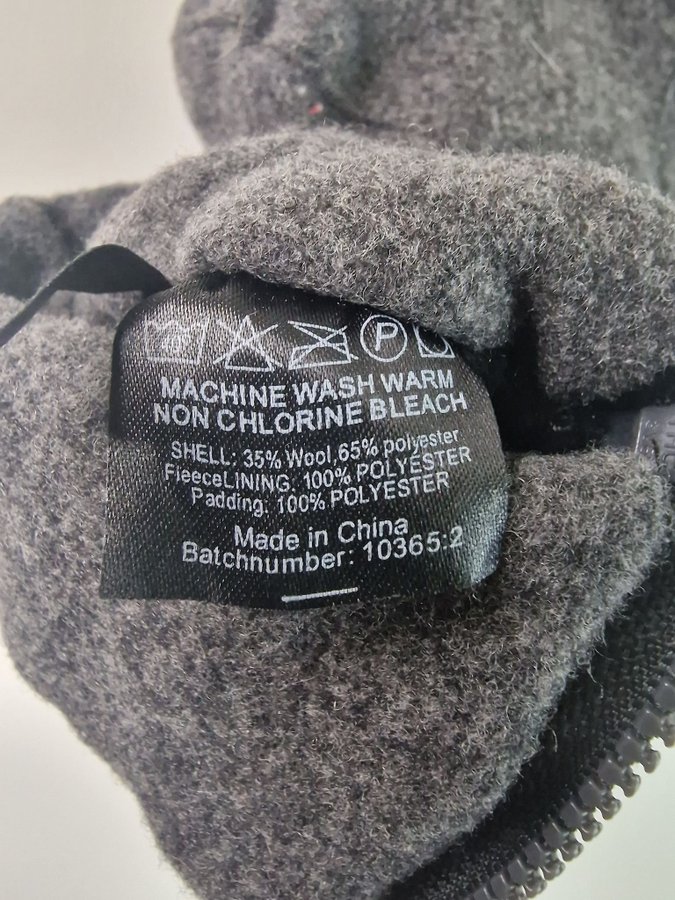 P
MACHINE WASH WARM
NON CHLORINE BLEACH
SHELL: 35% Wool,65% polyester
FleeceLINING: 100% POLYESTER
Padding: 100% POLYESTER
Made in China
Batchnumber: 10365:2